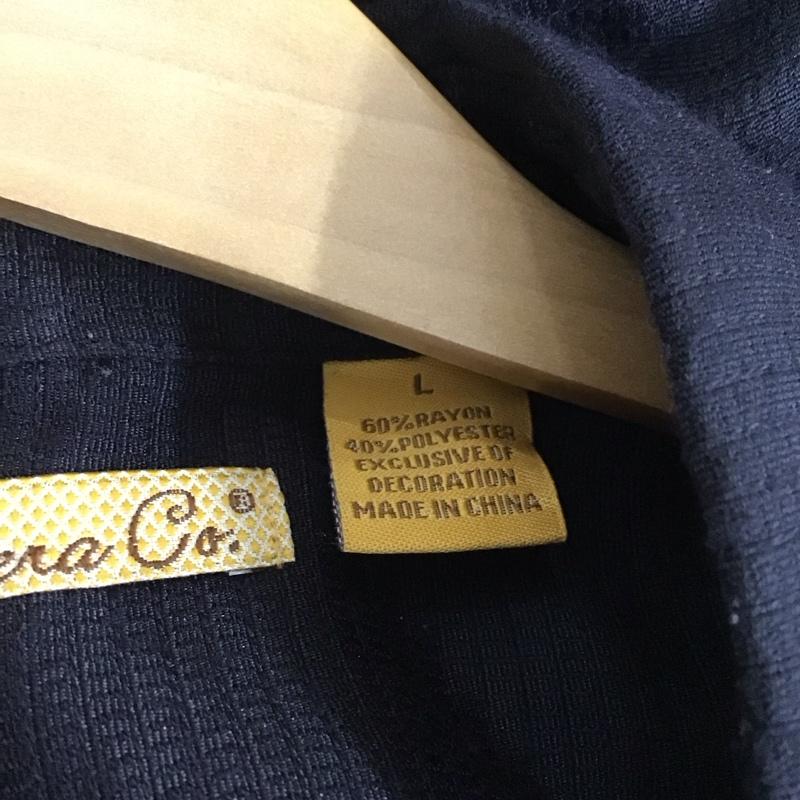 L
60%RAYON
40%POLYESTER
EXCLUSIVE OF
DECORATION
MADE IN CHINA
era Co.®